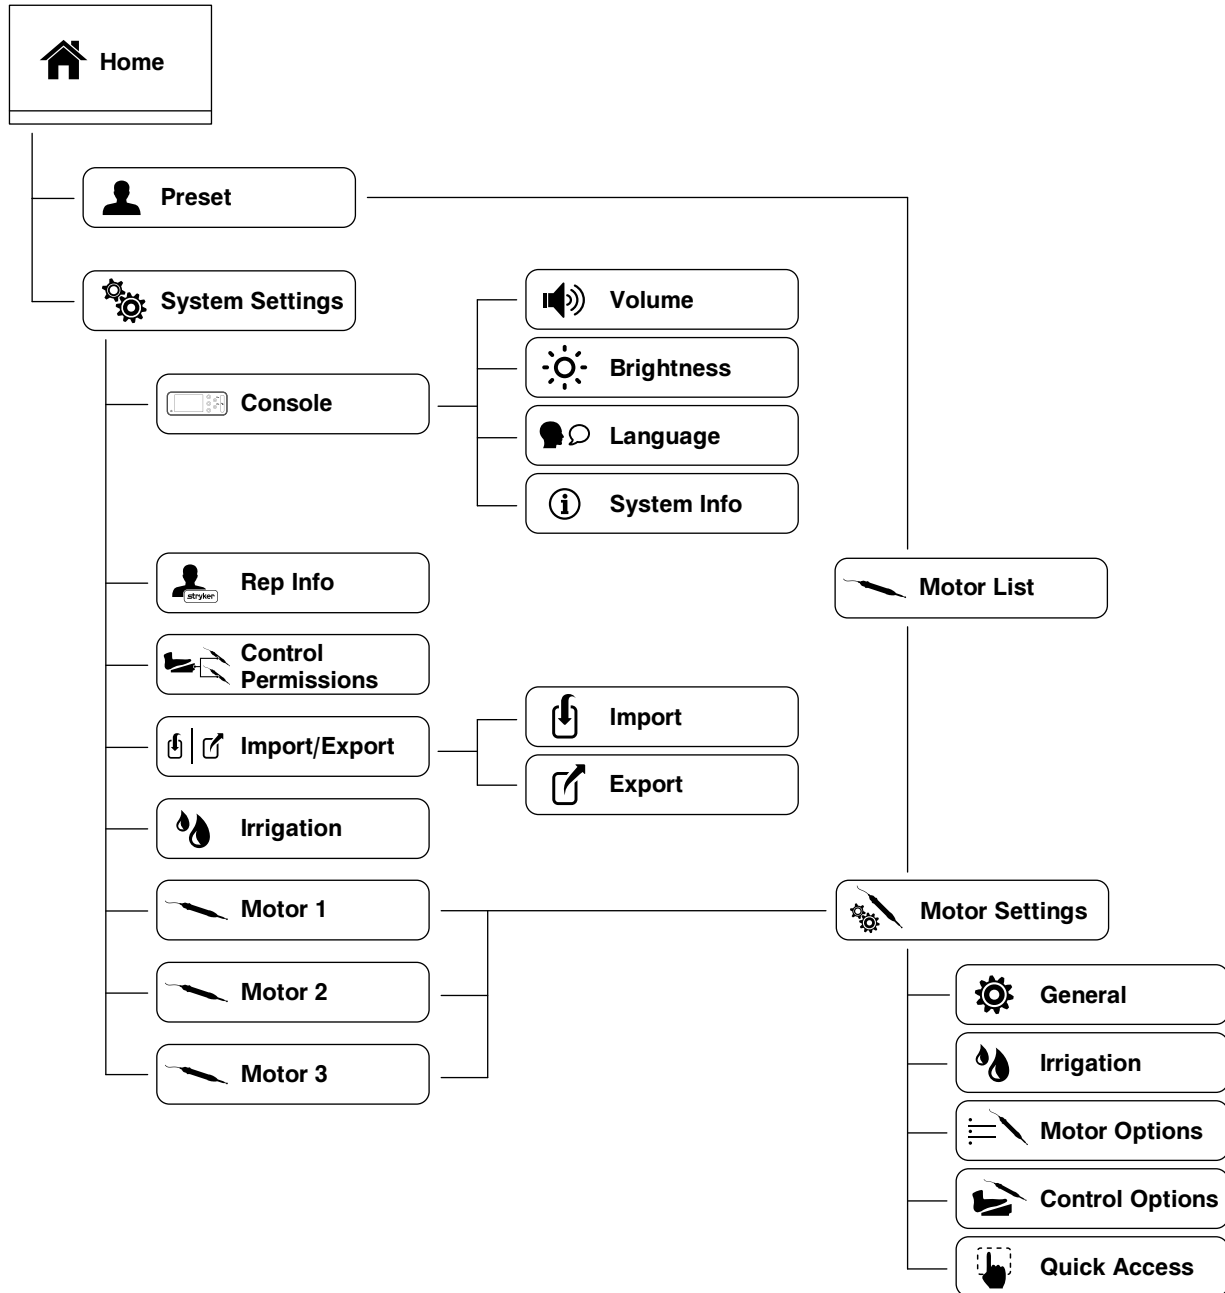 Home
Preset
System Settings
Volume
Brightness
Console
Language
System Info
Rep Info
stryker
Motor List
Control
Permissions
Import
Import/Export
Export
Irrigation
Motor 1
Motor Settings
Motor 2
General
Irrigation
Motor 3
Motor Options
Control Options
Quick Access